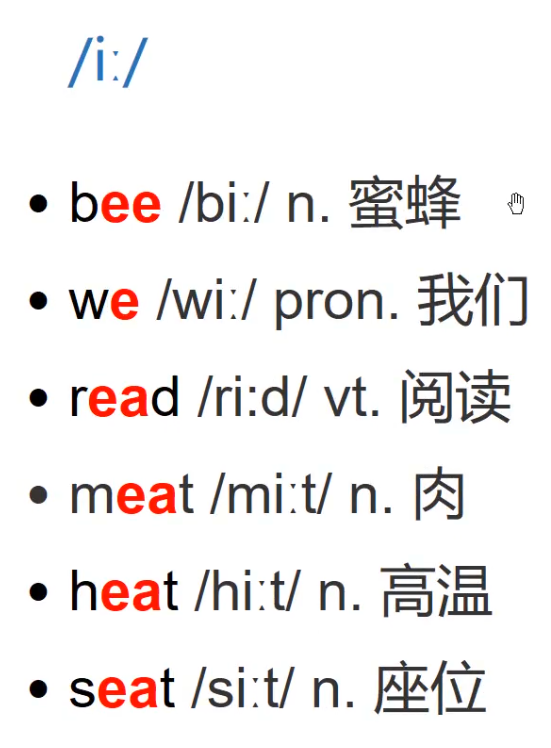 /iː/
• bee /biː/ n. 蜜蜂
• we /wiː/ pron. 我们
• read /ri:d/ vt. 阅读
• meat /miːt/ n. 肉
• heat /hiːt/ n. 高温
• seat /siːt/ n. 座位